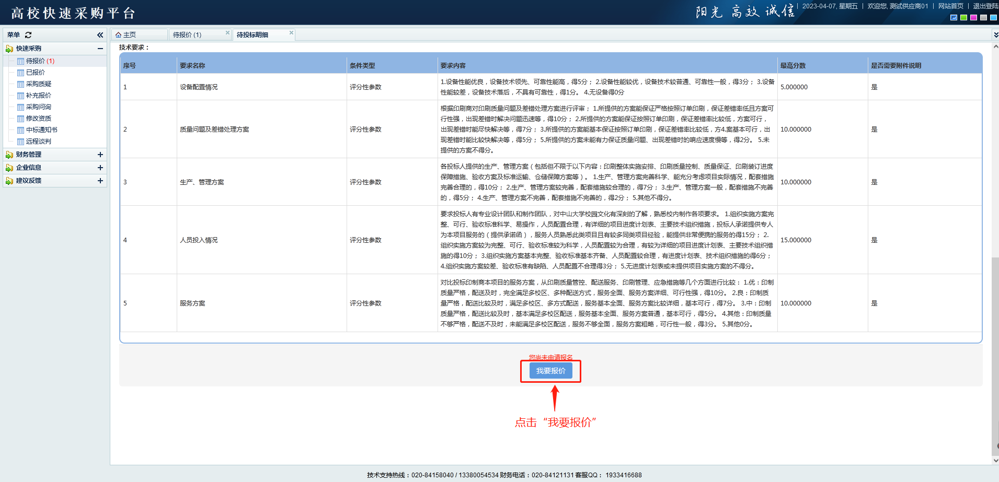 高校快速采购平台
阳光 高效 诚信
2023-04-07, 星期五 | 欢迎您, 测试供应商01 | 网站首页 | 退出登陆
菜单
主页
待报价 (1)
待投标明细
快速采购
待报价 (1)
已报价
采购质疑
补充报价
采购问询
修改资质
中标通知书
远程谈判
财务管理
企业信息
建议反馈
技术要求：
序号 要求名称 条件类型 要求内容 最高分数 是否需要附件说明
1 设备配置情况 评分性参数
1.设备性能优良，设备技术领先、可靠性能高，得5分； 2.设备性能较优，设备技术较普通、可靠性一般，得3分； 3.设备
性能较差，设备技术落后，不具有可靠性，得1分。 4.无设备得0分
5.000000 是
2 质量问题及差错处理方案 评分性参数
根据印刷商对印刷质量问题及差错处理方案进行评审； 1.所提供的方案能保证严格按照订单印刷，保证差错率低且方案可
行性强，出现差错时解决问题迅速等，得10分； 2.所提供的方案能保证按照订单印刷，保证差错率比较低，方案可行，
出现差错时能尽快解决等，得7分； 3.所提供的方案能基本保证按照订单印刷，保证差错率比较低，方4.案基本可行，出
现差错时能比较快解决等，得5分； 5.所提供的方案未能有力保证质量问题、出现差错时的响应速度慢等，得2分。 5.未
提供的方案不得分。
10.000000 是
3 生产、管理方案 评分性参数
各投标人提供的生产、管理方案（包括但不限于以下内容：印刷整体实施安排、印刷质量控制、质量保证、印刷装订进度
保障措施、验收方案及标准运输、仓储保障方案等）。 1.生产、管理方案完善科学、能充分考虑项目实际情况，配套措施
完善合理的，得10分； 2.生产、管理方案较完善，配套措施较合理的，得7分； 3.生产、管理方案一般，配套措施不完善
的，得5分； 4.生产、管理方案不完善，配套措施不完善的，得2分； 5.其他不得分。
10.000000 是
4 人员投入情况 评分性参数
要求投标人有专业设计团队和制作团队，对中山大学校园文化有深刻的了解，熟悉校内制作各项要求。 1.组织实施方案完
整、可行、验收标准科学、易操作，人员配置合理，有详细的项目进度计划表、主要技术组织措施，投标人承诺提供专人
为本项目服务的（提供承诺函），服务人员熟悉此类项目且有较多同类项目经验，能提供非常便携的服务的得15分； 2.
组织实施方案较为完整、可行、验收标准较为科学，人员配置较为合理，有较为详细的项目进度计划表、主要技术组织措
施的得10分； 3.组织实施方案基本完整、验收标准基本齐备、人员配置较合理，有进度计划表、技术组织措施的得6分；
4.组织实施方案较差、验收标准有缺陷、人员配置不合理得3分； 5.无进度计划表或未提供项目实施方案的不得分。
15.000000 是
5 服务方案 评分性参数
对比投标印制商本项目的服务方案，从印刷质量管控、配送服务、印刷管理、应急措施等几个方面进行比较： 1.优：印制
质量严格，配送及时，完全满足多校区、多种配送方式，服务全面、服务方案详细、可行性强，得10分。 2.良：印制质
量严格，配送比较及时，满足多校区、多方式配送，服务基本全面、服务方案比较详细，基本可行，得7分。 3.中：印制
质量严格，配送比较及时，基本满足多校区配送，服务基本全面、服务方案普通，基本可行，得5分。 4.其他：印制质量
不够严格，配送不及时，未能满足多校区配送，服务不够全面，服务方案粗略，可行性一般，得3分。 5.其他0分。
10.000000 是
您尚未申请报名
我要报价
点击“我要报价”
技术支持热线：020-84158040 / 13380054534 财务电话：020-84121131 客服QQ： 1933416688